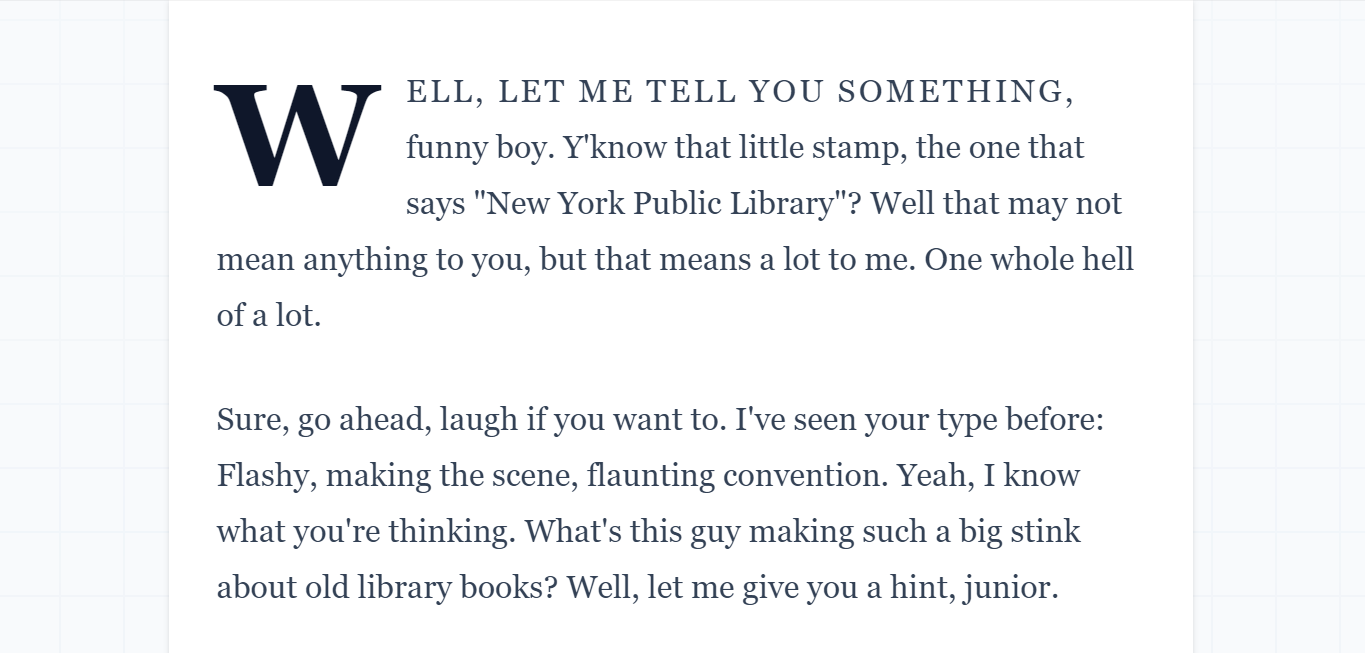 WELL, LET ME TELL YOU SOMETHING,
funny boy. Y'know that little stamp, the one that
says "New York Public Library"? Well that may not
mean anything to you, but that means a lot to me. One whole hell
of a lot.
Sure, go ahead, laugh if you want to. I've seen your type before:
Flashy, making the scene, flaunting convention. Yeah, I know
what you're thinking. What's this guy making such a big stink
about old library books? Well, let me give you a hint, junior.